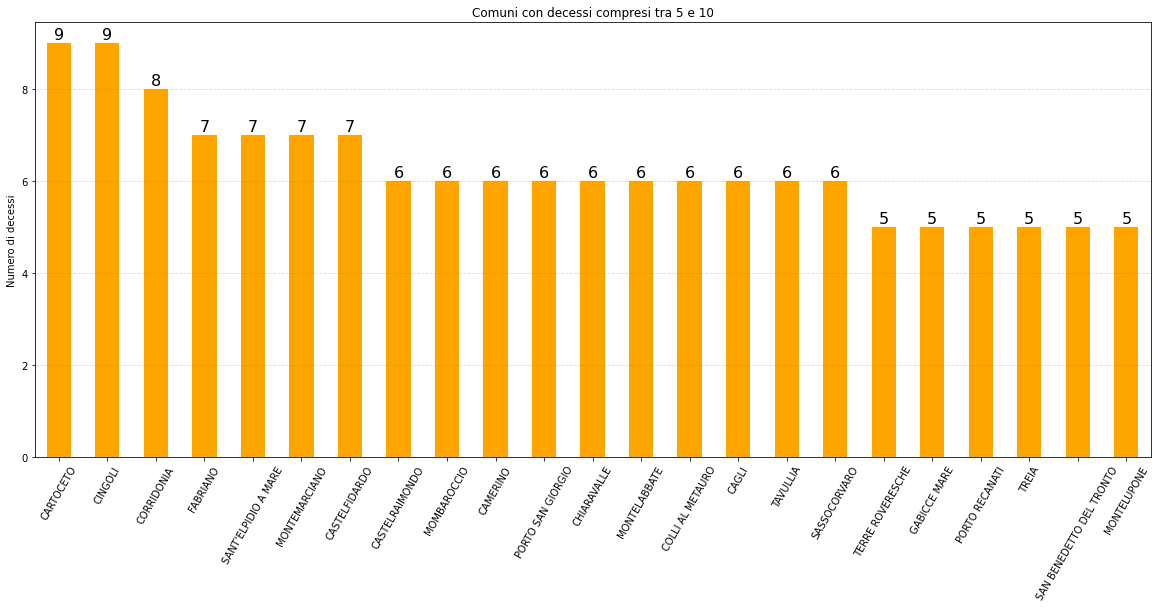 Comuni con decessi compresi tra 5 e 10
Numero di decessi
8
6
4
2
0
9
9
8
7
7
7
7
6
6
6
6
6
6
6
6
6
6
5
5
5
5
5
5
CARTOCETO
CINGOLI
CORRIDONIA
FABRIANO
SANT'ELPIDIO A MARE
MONTEMARCIANO
CASTELFIDARDO
CASTELRAIMONDO
MOMBAROCCIO
CAMERINO
PORTO SAN GIORGIO
CHIARAVALLE
MONTELABBATE
COLLI AL METAURO
CAGLI
TAVULLIA
SASSOCORVARO
TERRE ROVERESCHE
GABICCE MARE
PORTO RECANATI
TREIA
SAN BENEDETTO DEL TRONTO
MONTELUPONE